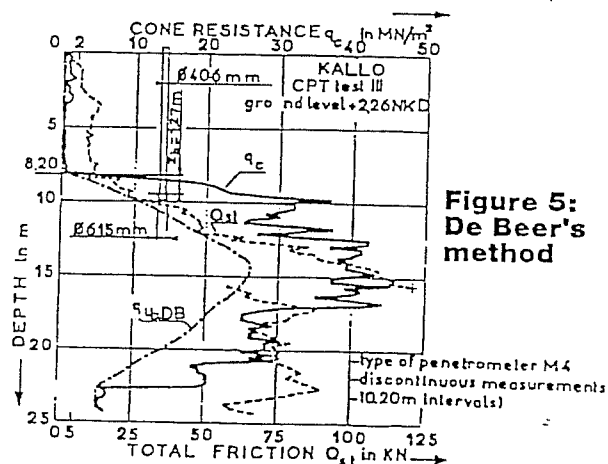 CONE RESISTANCE qc in MN/m²
0 2 10 20 30 40 50
Ø406mm
KALLO
CPT test III
ground level+2,26NKD
5
8,20
qc
10
Qst
Ø615mm
Figure 5:
De Beer's
method
DEPTH in m
15
qu-DB
20
type of penetrometer M4
discontinuous measurements
(0,20m intervals)
25
0 5 25 50 75 100 125
TOTAL FRICTION Qst in KN